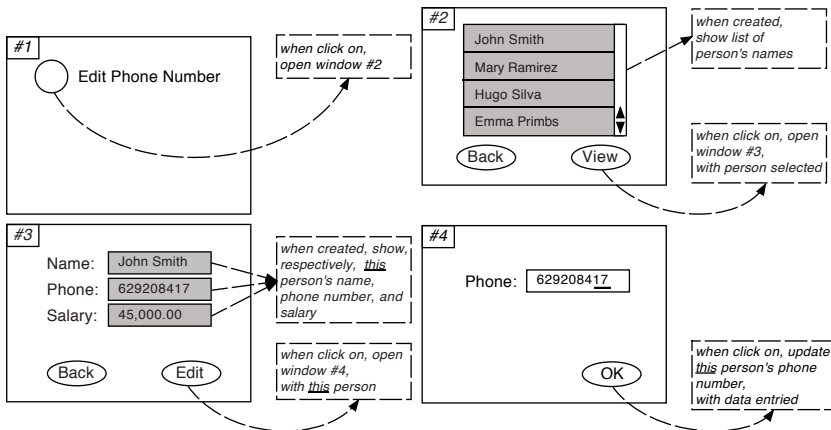 #1
Edit Phone Number
when click on,
open window #2
#2
John Smith
Mary Ramirez
Hugo Silva
Emma Primbs
Back
View
when created,
show list of
person's names
when click on, open
window #3,
with person selected
#3
Name:
John Smith
Phone:
629208417
Salary:
45,000.00
Back
Edit
when created, show,
respectively, this
person's name,
phone number, and
salary
when click on, open
window #4,
with this person
#4
Phone:
629208417
OK
when click on, update
this person's phone
number,
with data entried